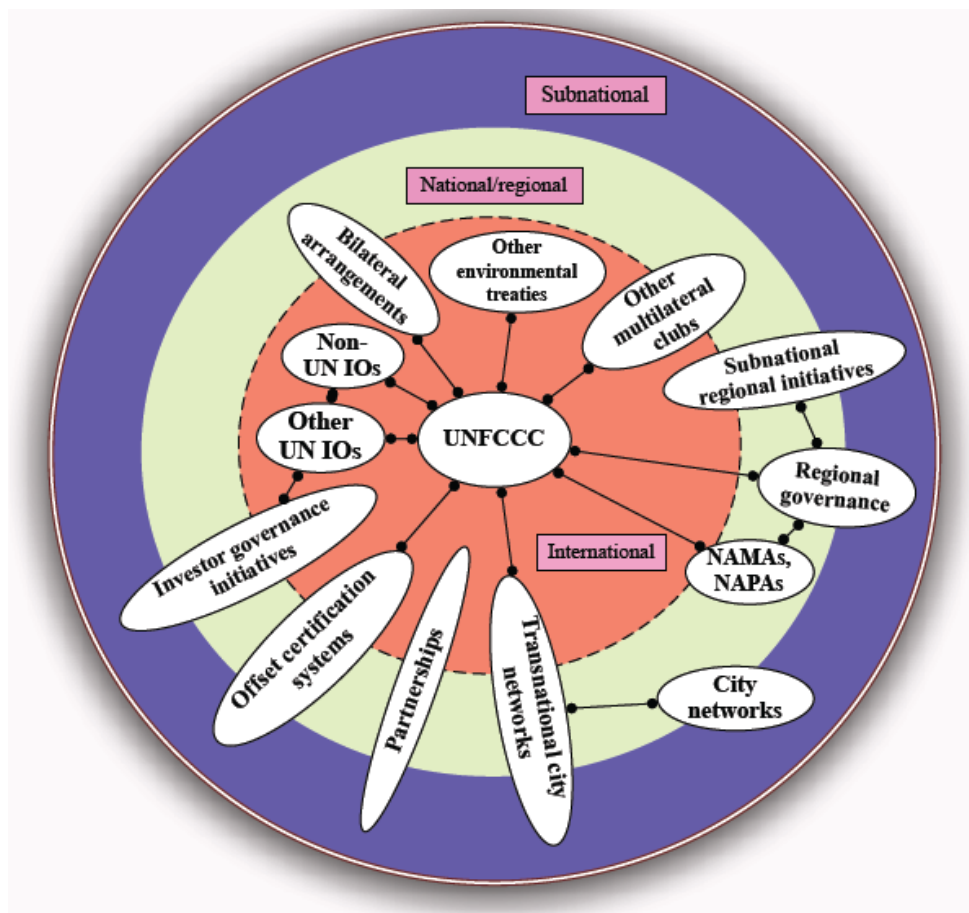 Subnational
National/regional
Bilateral
arrangements
Other
environmental
treaties
Other
multilateral
clubs
Non-
UN IOs
Subnational
regional initiatives
Other
UN IOs
UNFCCC
Regional
governance
Investor governance
initiatives
International
NAMAs,
NAPAs
Offset certification
systems
Partnerships
Transnational city
networks
City
networks